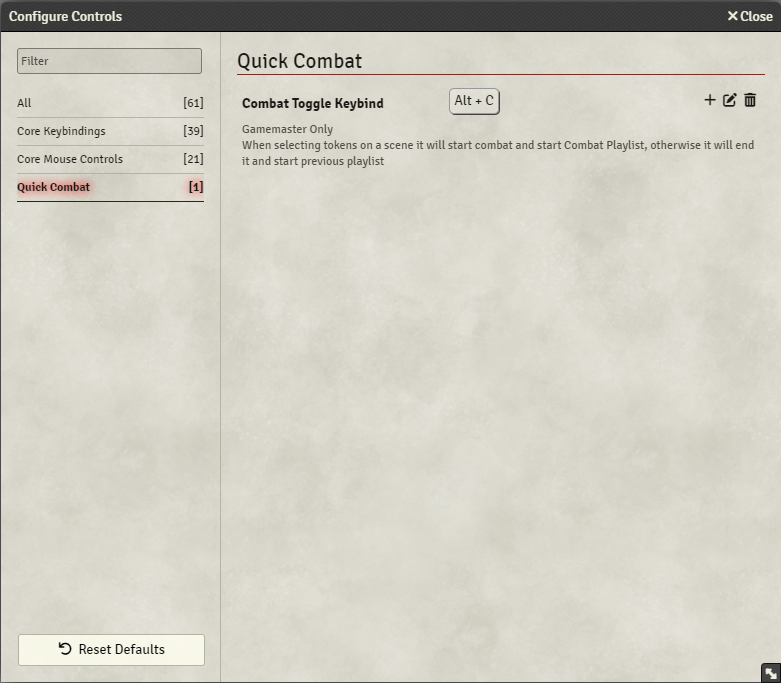 Configure Controls
Close
Filter
All [61]
Core Keybindings [39]
Core Mouse Controls [21]
Quick Combat [1]
Reset Defaults
Quick Combat
Combat Toggle Keybind Alt + C
Gamemaster Only
When selecting tokens on a scene it will start combat and start Combat Playlist, otherwise it will end
it and start previous playlist